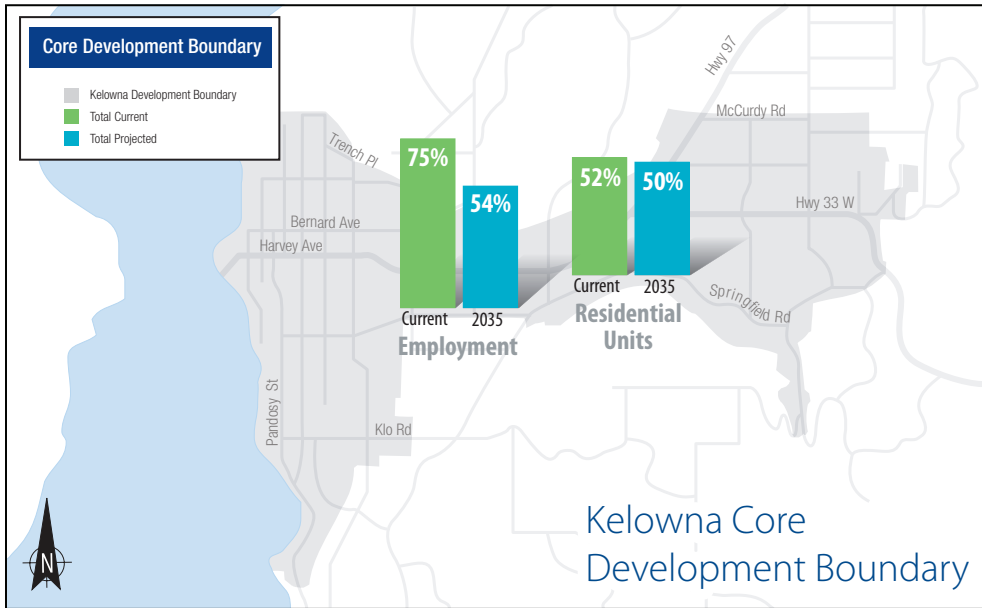 Core Development Boundary
Kelowna Development Boundary
Total Current
Total Projected
Hwy 97
McCurdy Rd
Trench Pl
75%
54%
52%
50%
Hwy 33 W
Bernard Ave
Harvey Ave
Current
2035
Employment
Current
2035
Residential
Units
Springfield Rd
Pandosy St
Klo Rd
N
Kelowna Core
Development Boundary